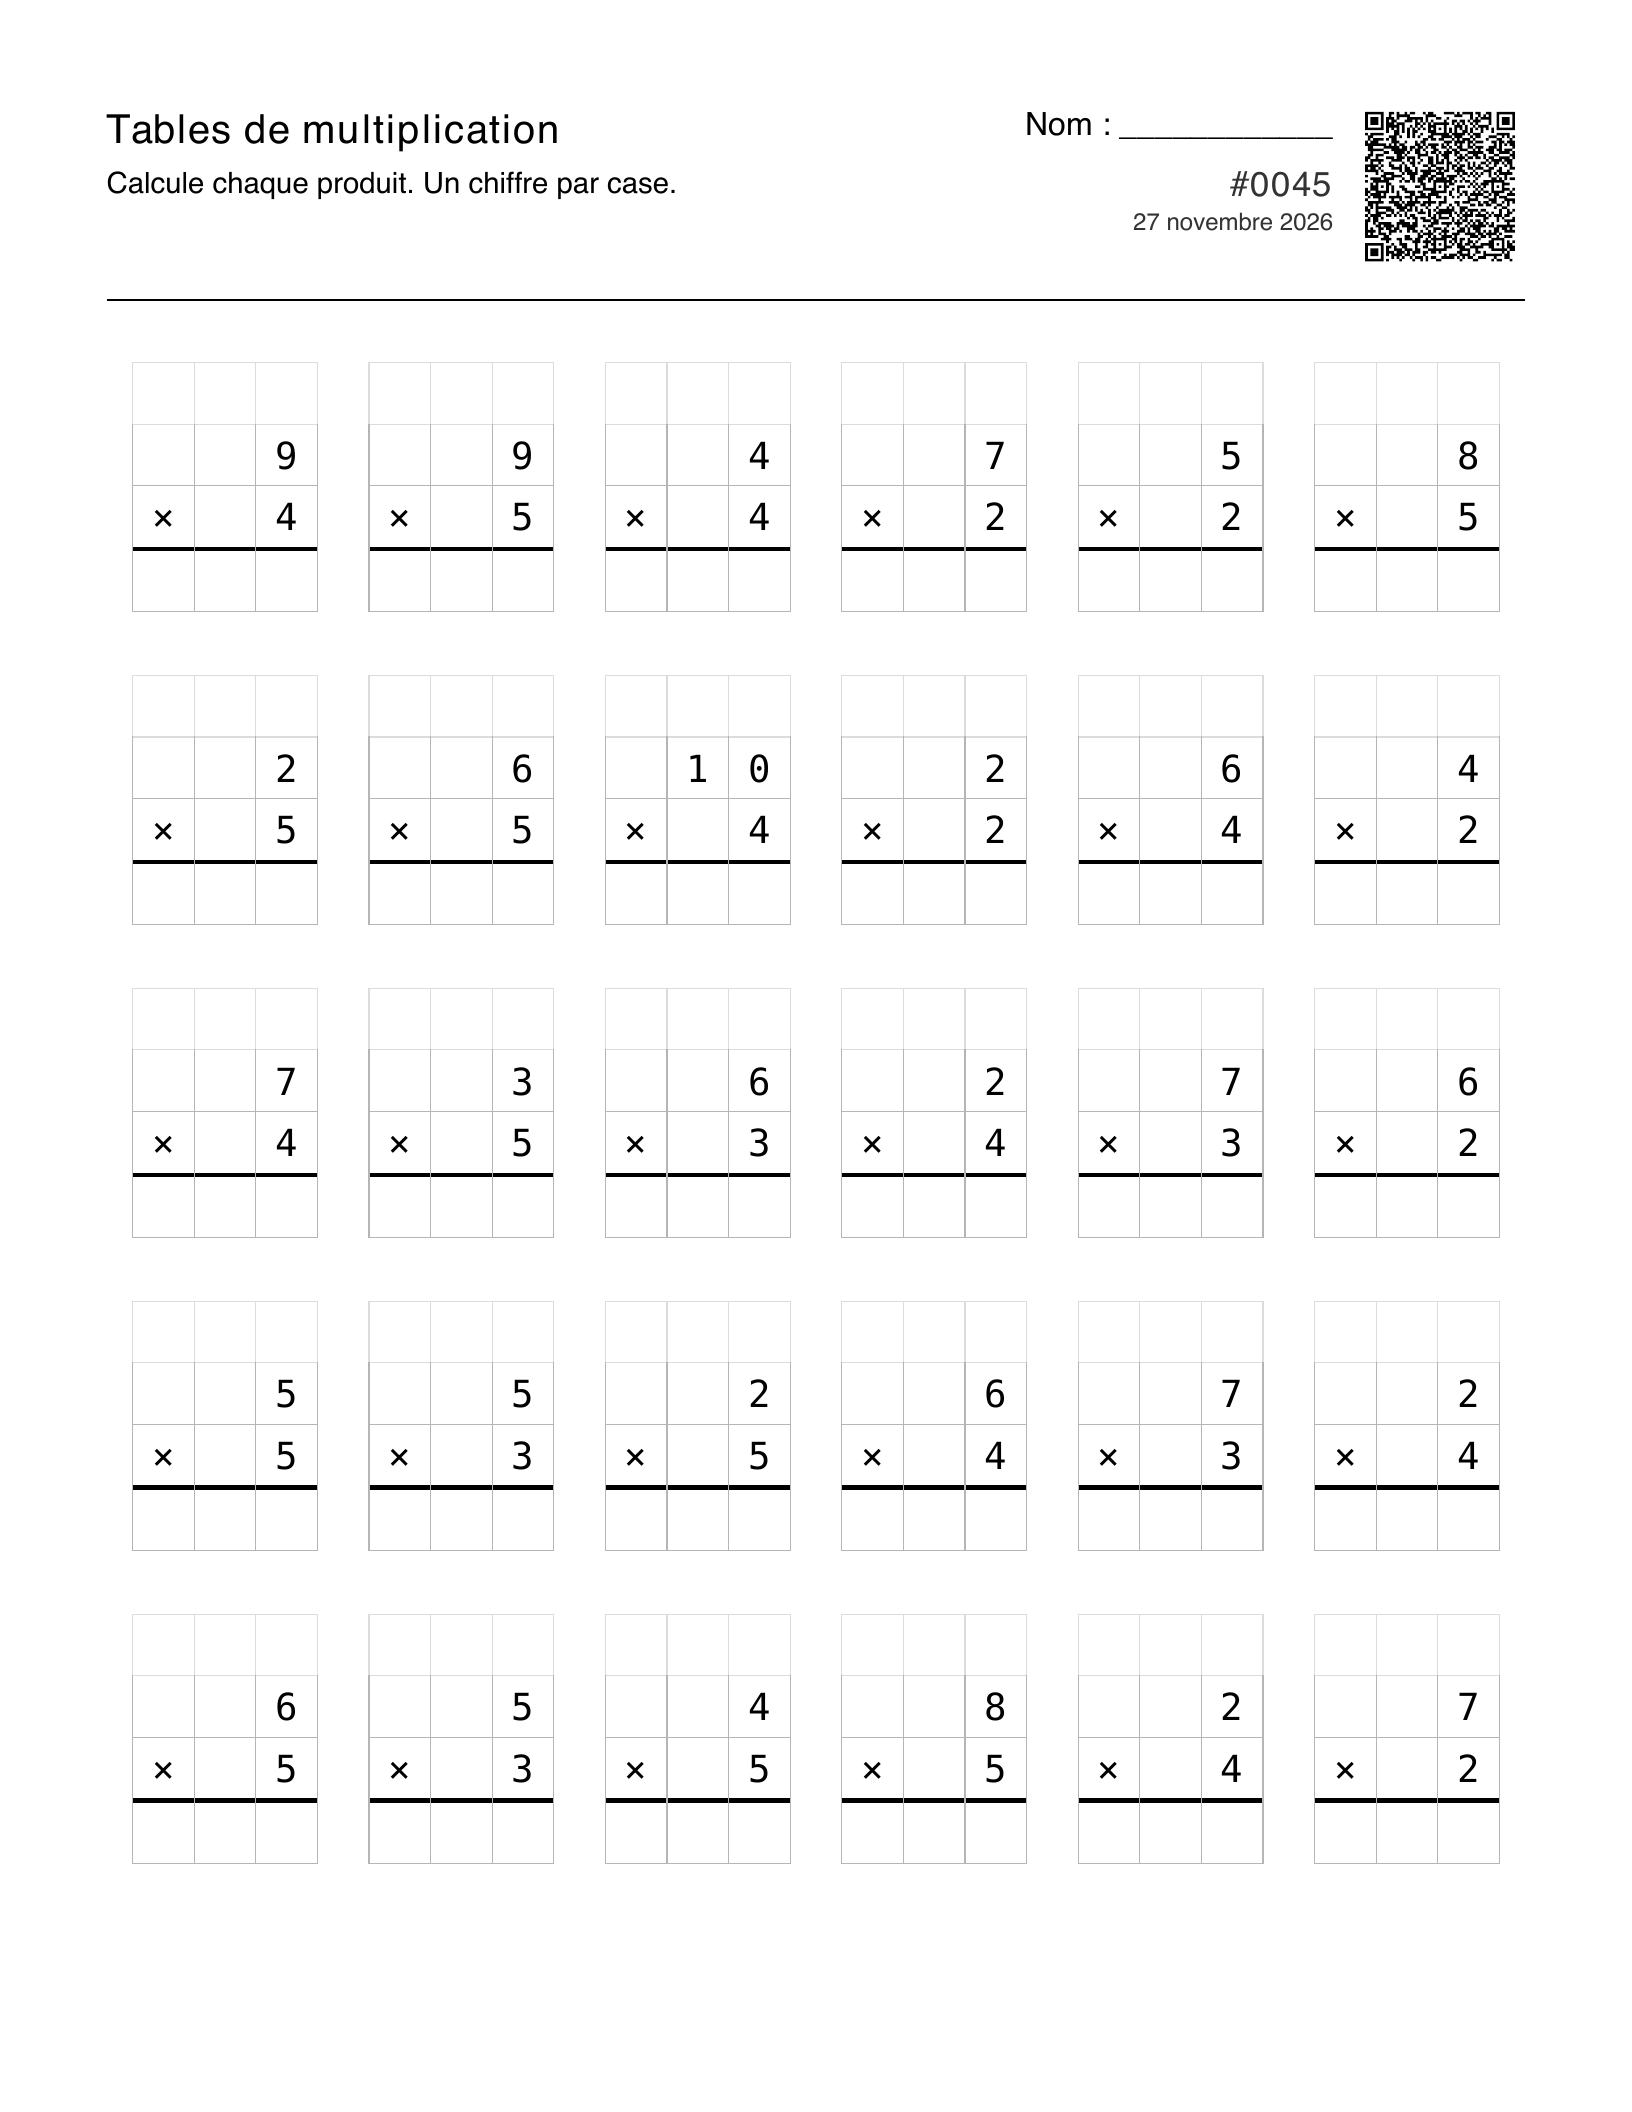 Tables de multiplication
Calcule chaque produit. Un chiffre par case.
Nom : ____________
#0045
27 novembre 2026
9 9 4 7 5 8
× 4 × 5 × 4 × 2 × 2 × 5
2 6 1 0 2 6 4
× 5 × 5 × 4 × 2 × 4 × 2
7 3 6 2 7 6
× 4 × 5 × 3 × 4 × 3 × 2
5 5 2 6 7 2
× 5 × 3 × 5 × 4 × 3 × 4
6 5 4 8 2 7
× 5 × 3 × 5 × 5 × 4 × 2